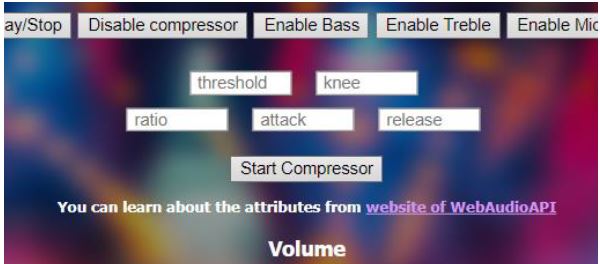 ay/Stop Disable compressor Enable Bass Enable Treble Enable Mic
threshold knee
ratio attack release
Start Compressor
You can learn about the attributes from website of WebAudioAPI
Volume